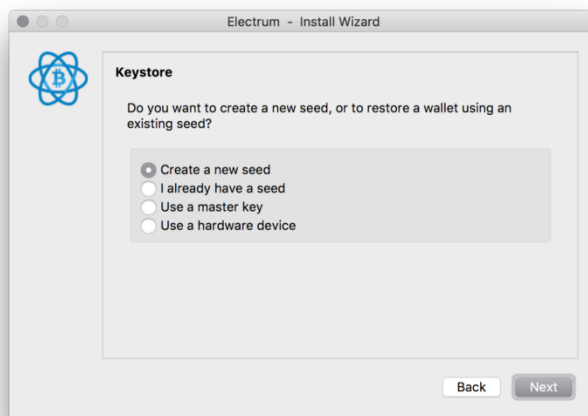 Electrum - Install Wizard
Keystore
Do you want to create a new seed, or to restore a wallet using an
existing seed?
Create a new seed
I already have a seed
Use a master key
Use a hardware device
Back
Next